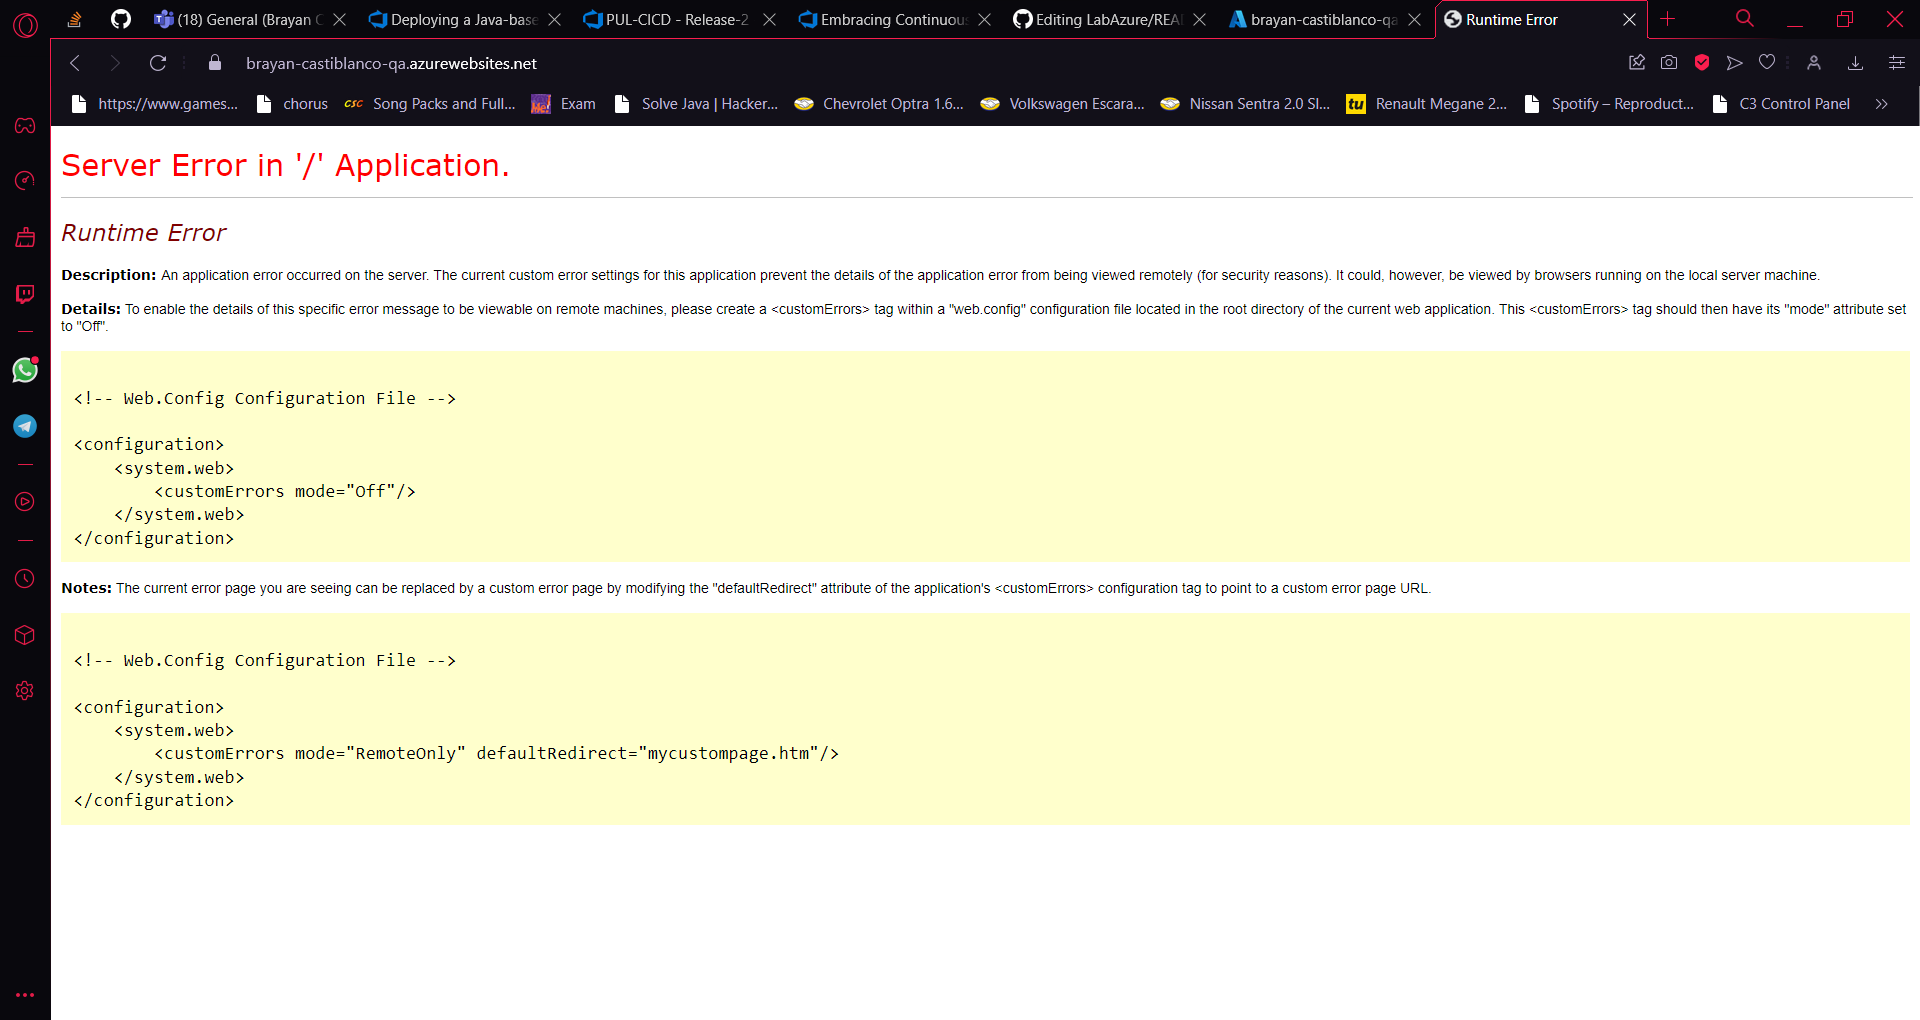 (18) General (Brayan C
Deploying a Java-base
PUL-CICD - Release-2
Embracing Continuous
Editing LabAzure/REA
brayan-castiblanco-qa
Runtime Error
brayan-castiblanco-qa.azurewebsites.net
https://www.games...
chorus
CSC
Song Packs and Full...
Me!
Exam
Solve Java | Hacker...
Chevrolet Optra 1.6...
Volkswagen Escara...
Nissan Sentra 2.0 Sl...
tu
Renault Megane 2...
Spotify – Reproduct...
C3 Control Panel
Server Error in '/' Application.
Runtime Error
Description: An application error occurred on the server. The current custom error settings for this application prevent the details of the application error from being viewed remotely (for security reasons). It could, however, be viewed by browsers running on the local server machine.
Details: To enable the details of this specific error message to be viewable on remote machines, please create a <customErrors> tag within a "web.config" configuration file located in the root directory of the current web application. This <customErrors> tag should then have its "mode" attribute set
to "Off".
<!-- Web.Config Configuration File -->
<configuration>
    <system.web>
        <customErrors mode="Off"/>
    </system.web>
</configuration>
Notes: The current error page you are seeing can be replaced by a custom error page by modifying the "defaultRedirect" attribute of the application's <customErrors> configuration tag to point to a custom error page URL.
<!-- Web.Config Configuration File -->
<configuration>
    <system.web>
        <customErrors mode="RemoteOnly" defaultRedirect="mycustompage.htm"/>
    </system.web>
</configuration>